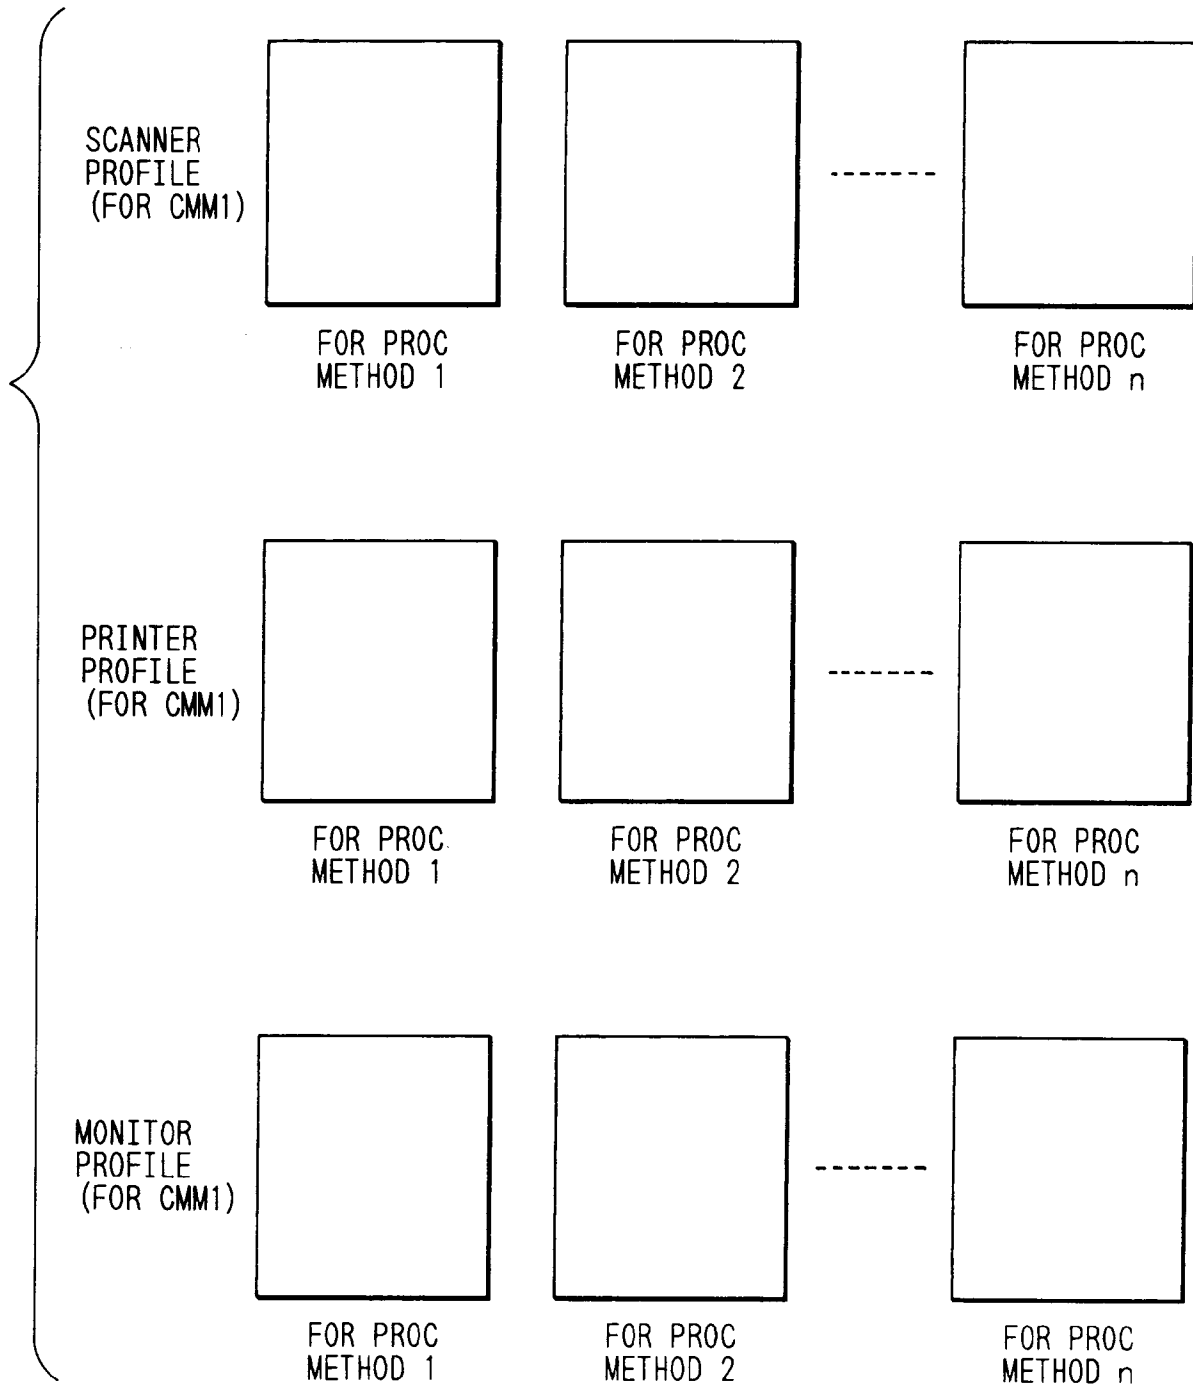 SCANNER
PROFILE
(FOR CMM1)
FOR PROC
METHOD 1
FOR PROC
METHOD 2
FOR PROC
METHOD n
PRINTER
PROFILE
(FOR CMM1)
FOR PROC
METHOD 1
FOR PROC
METHOD 2
FOR PROC
METHOD n
MONITOR
PROFILE
(FOR CMM1)
FOR PROC
METHOD 1
FOR PROC
METHOD 2
FOR PROC
METHOD n